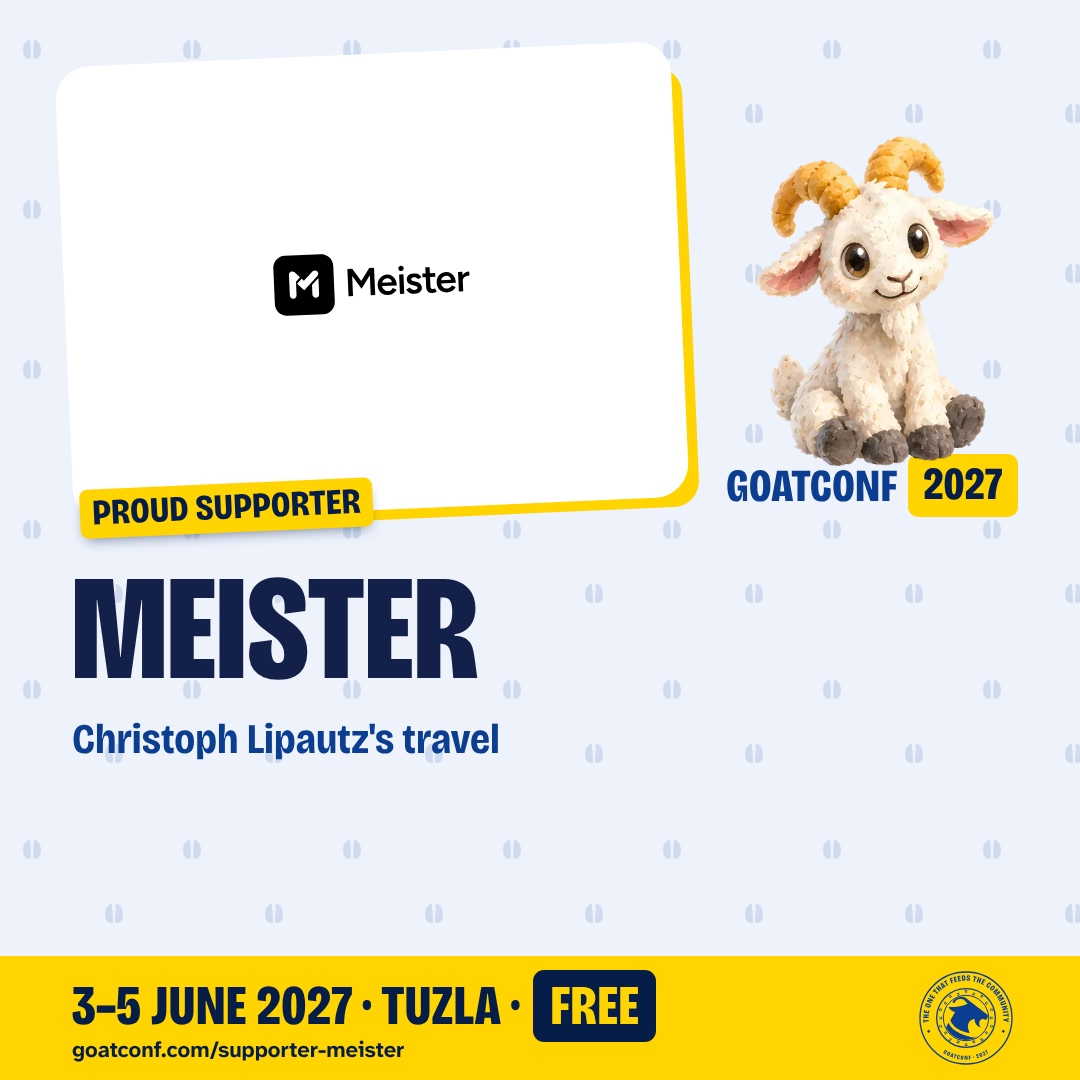 Meister
PROUD SUPPORTER
GOATCONF 2027
MEISTER
Christoph Lipautz's travel
3–5 JUNE 2027 · TUZLA · FREE
goatconf.com/supporter-meister
THE ONE THAT FEEDS THE COMMUNITY
GOATCONF · 2027